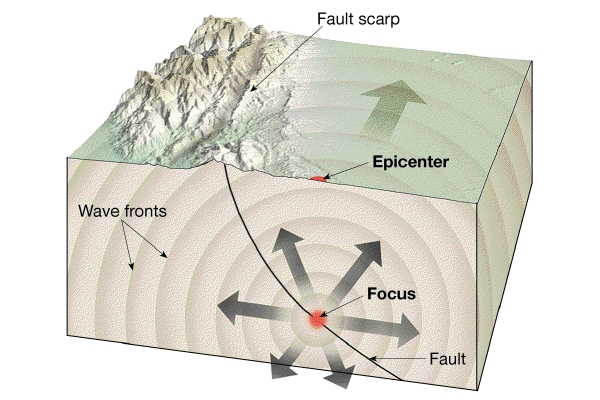 Fault scarp
Epicenter
Wave fronts
Focus
Fault